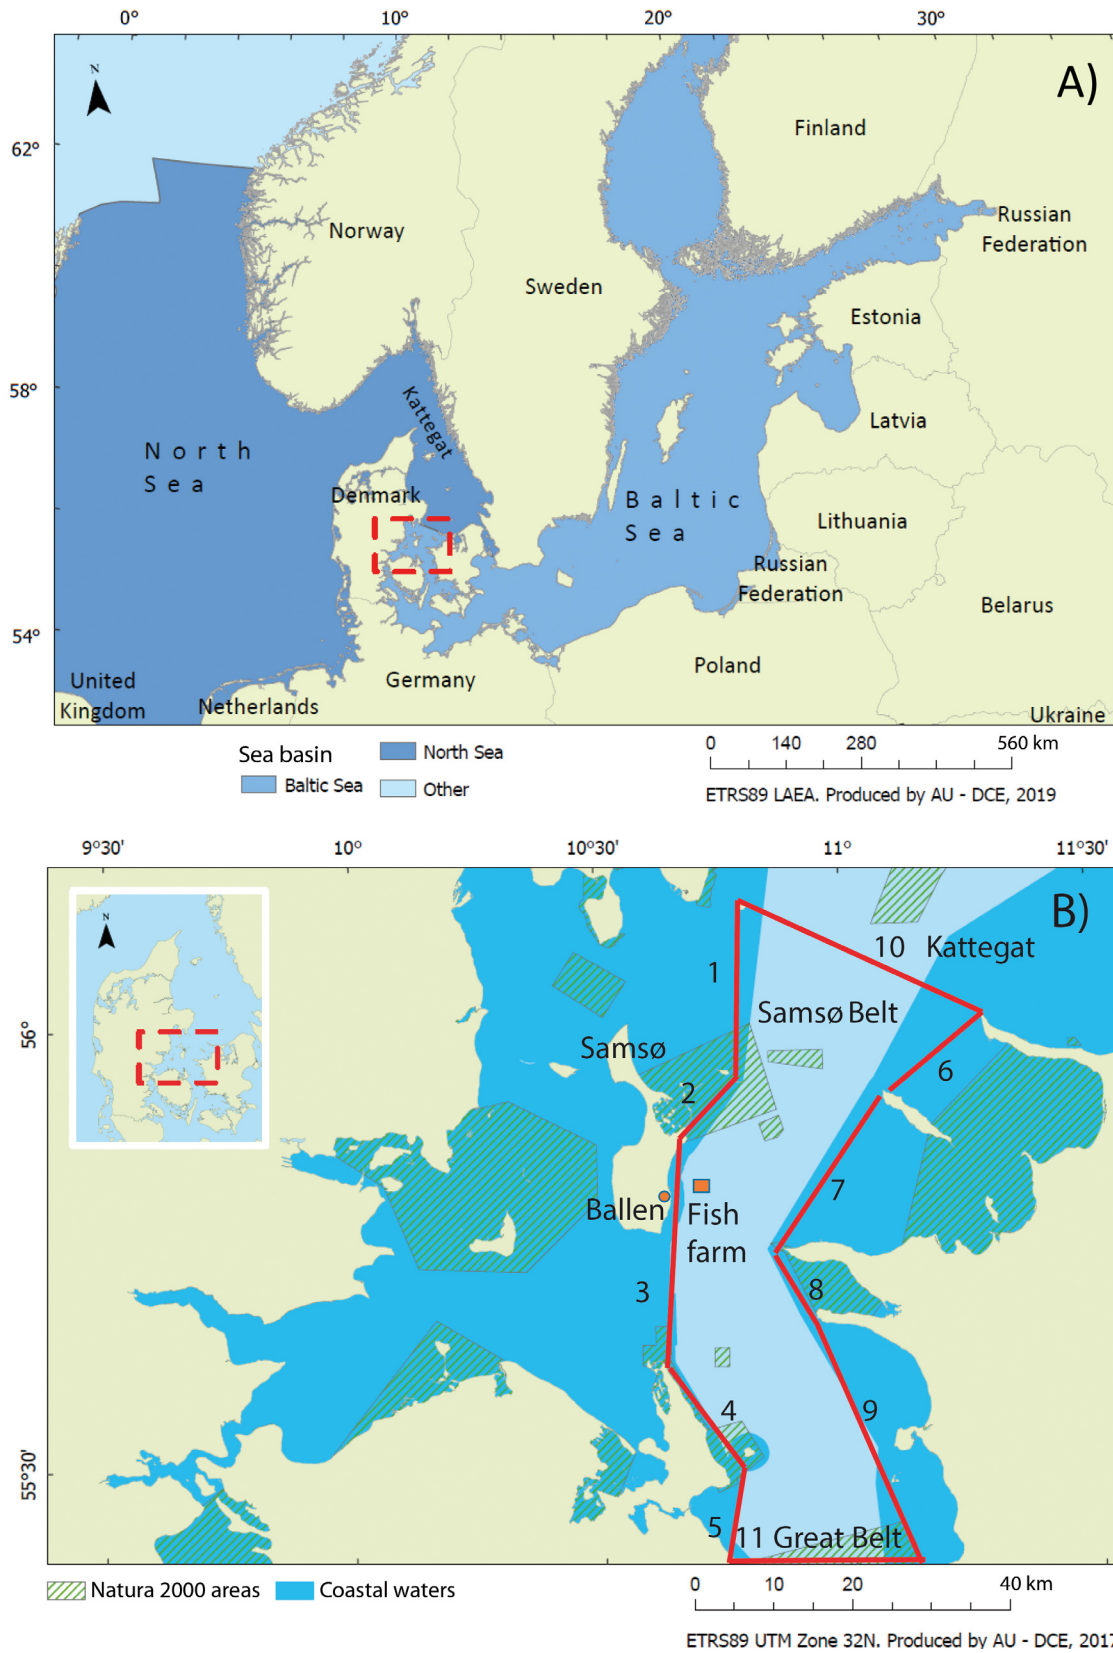 0°
10°
20°
30°
N
A)
62°
58°
54°
Finland
Norway
Russian
Federation
Sweden
Estonia
Kattegat
Latvia
North
Sea
Denmark
Baltic
Sea
Lithuania
Russian
Federation
Belarus
Poland
Germany
United
Kingdom
Netherlands
Ukraine
Sea basin
Baltic Sea
North Sea
Other
0
140
280
560 km
ETRS89 LAEA. Produced by AU - DCE, 2019
9°30'
10°
10°30'
11°
11°30'
N
B)
56°
55°30'
10
Kattegat
1
Samsø Belt
Samsø
6
2
7
Ballen
Fish
farm
3
8
4
9
5
11 Great Belt
Natura 2000 areas
Coastal waters
0
10
20
40 km
ETRS89 UTM Zone 32N. Produced by AU - DCE, 2017